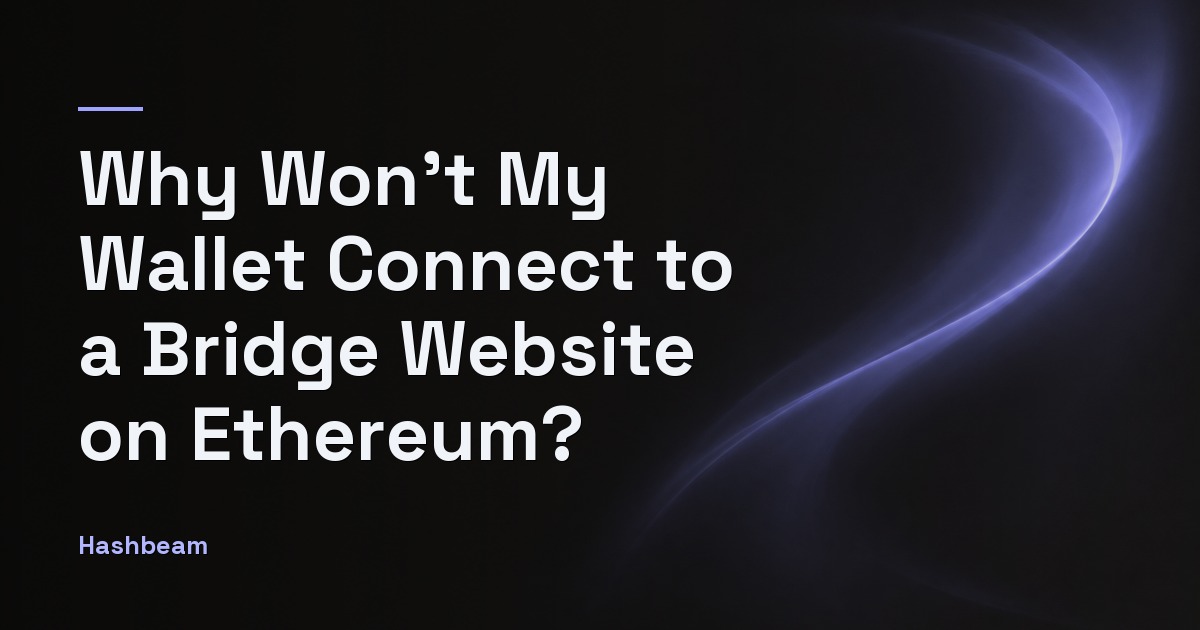 Why Won’t My
Wallet Connect to
a Bridge Website
on Ethereum?
Hashbeam